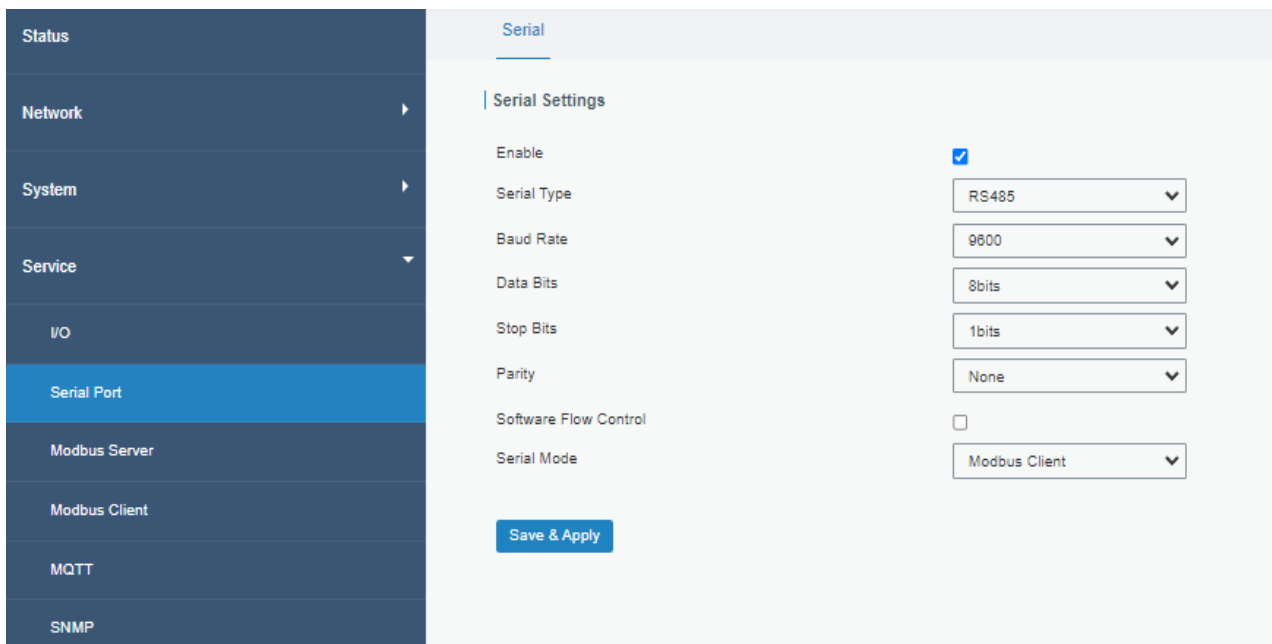 Status
Network
System
Service
I/O
Serial Port
Modbus Server
Modbus Client
MQTT
SNMP
Serial
Serial Settings
Enable
Serial Type RS485
Baud Rate 9600
Data Bits 8bits
Stop Bits 1bits
Parity None
Software Flow Control
Serial Mode Modbus Client
Save & Apply